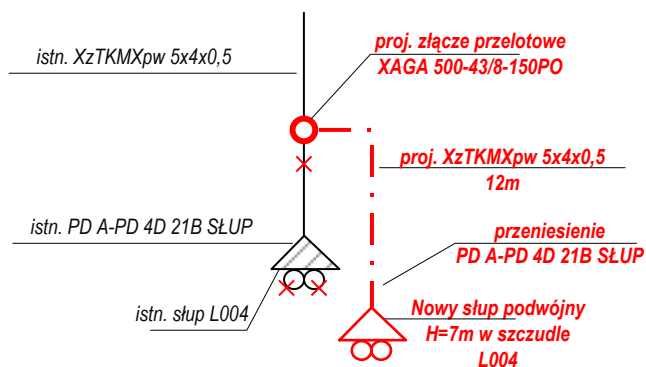 istn. XzTKMXpw 5x4x0,5
proj. złącze przelotowe
XAGA 500-43/8-150PO
proj. XzTKMXpw 5x4x0,5
12m
istn. PD A-PD 4D 21B SŁUP
przeniesienie
PD A-PD 4D 21B SŁUP
istn. słup L004
Nowy słup podwójny
H=7m w szczudle
L004